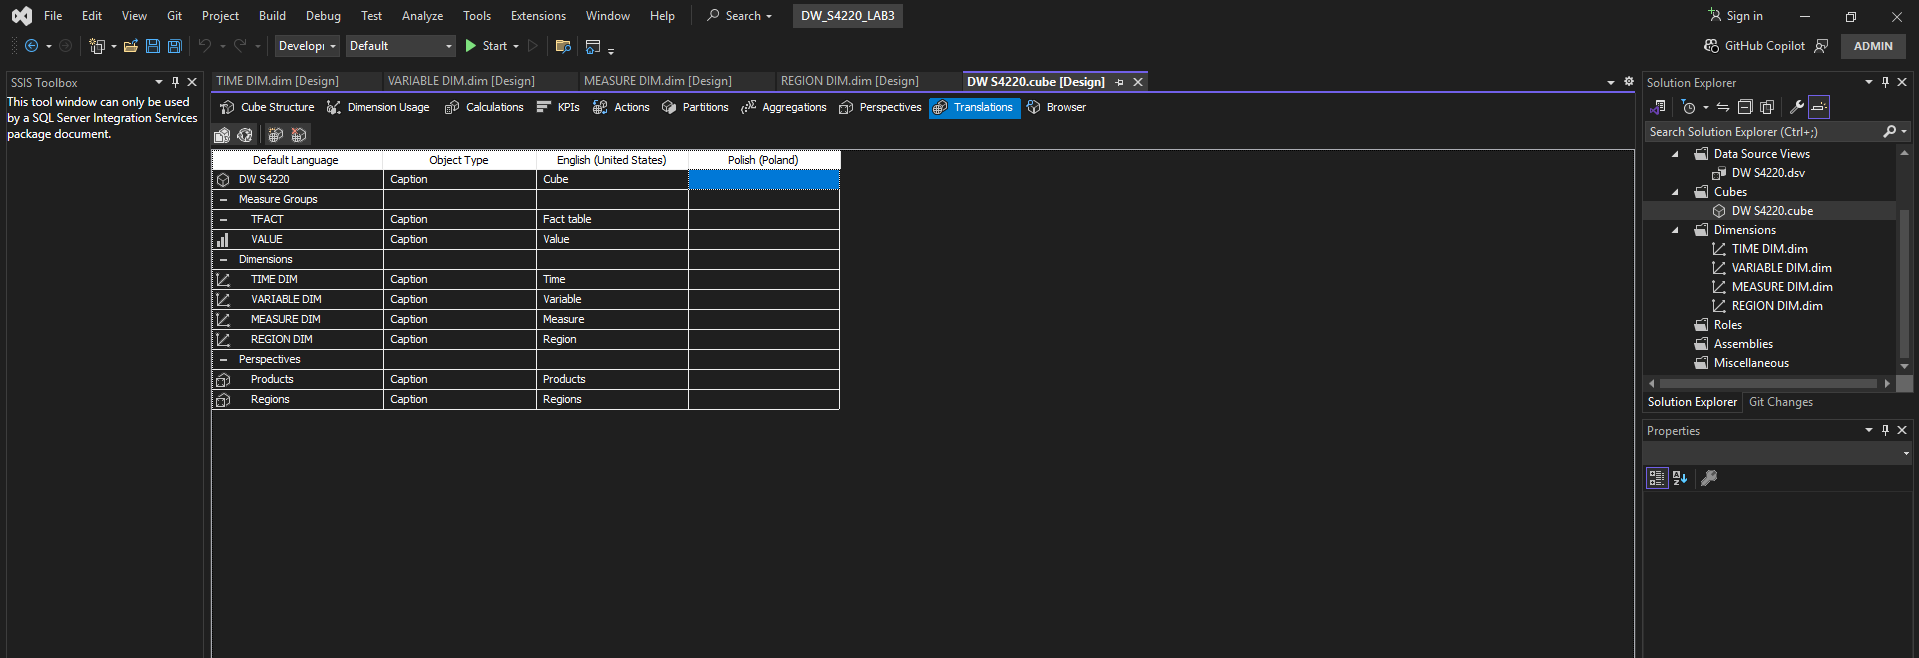 File Edit View Git Project Build Debug Test Analyze Tools Extensions Window Help Search DW_S4220_LAB3 Sign in
Develop Default Start GitHub Copilot ADMIN
SSIS Toolbox
This tool window can only be used
by a SQL Server Integration Services
package document.
TIME DIM.dim [Design] VARIABLE DIM.dim [Design] MEASURE DIM.dim [Design] REGION DIM.dim [Design] DW S4220.cube [Design]
Cube Structure Dimension Usage Calculations KPIs Actions Partitions Aggregations Perspectives Translations Browser
Default Language Object Type English (United States) Polish (Poland)
DW S4220 Caption Cube
Measure Groups
TFACT Caption Fact table
VALUE Caption Value
Dimensions
TIME DIM Caption Time
VARIABLE DIM Caption Variable
MEASURE DIM Caption Measure
REGION DIM Caption Region
Perspectives
Products Caption Products
Regions Caption Regions
Solution Explorer
Search Solution Explorer (Ctrl+;)
Data Source Views
DW S4220.dsv
Cubes
DW S4220.cube
Dimensions
TIME DIM.dim
VARIABLE DIM.dim
MEASURE DIM.dim
REGION DIM.dim
Roles
Assemblies
Miscellaneous
Solution Explorer Git Changes
Properties